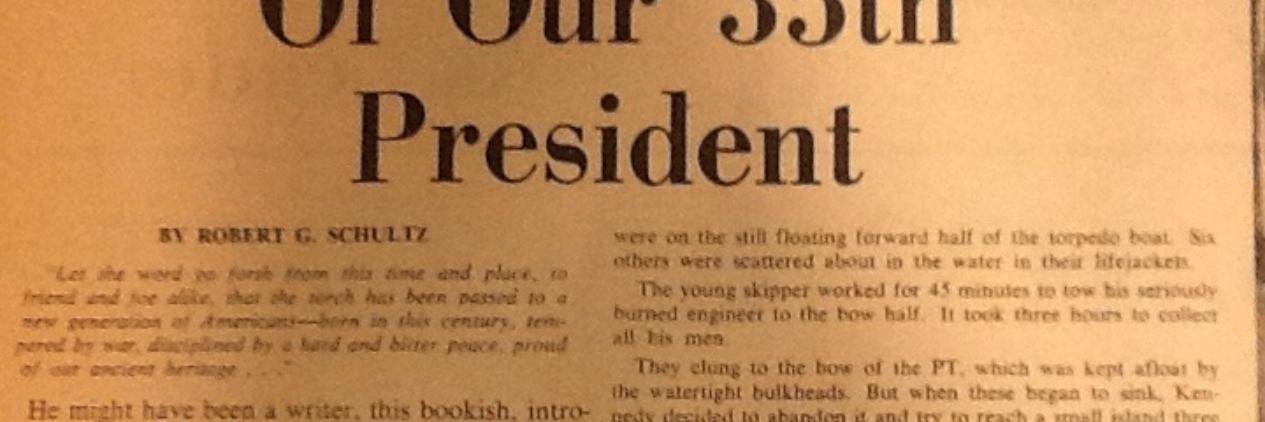 Of Our 35th
President
BY ROBERT G. SCHULTZ
"Let the word go forth from this time and place, to
friend and foe alike, that the torch has been passed to a
new generation of Americans—born in this century, tem-
pered by war, disciplined by a hard and bitter peace, proud
of our ancient heritage . . ."
He might have been a writer, this bookish, intro-
were on the still floating forward half of the torpedo boat. Six
others were scattered about in the water in their lifejackets.
The young skipper worked for 45 minutes to tow his seriously
burned engineer to the bow half. It took three hours to collect
all his men.
They clung to the bow of the PT, which was kept afloat by
the watertight bulkheads. But when these began to sink, Ken-
nedy decided to abandon it and try to reach a small island three